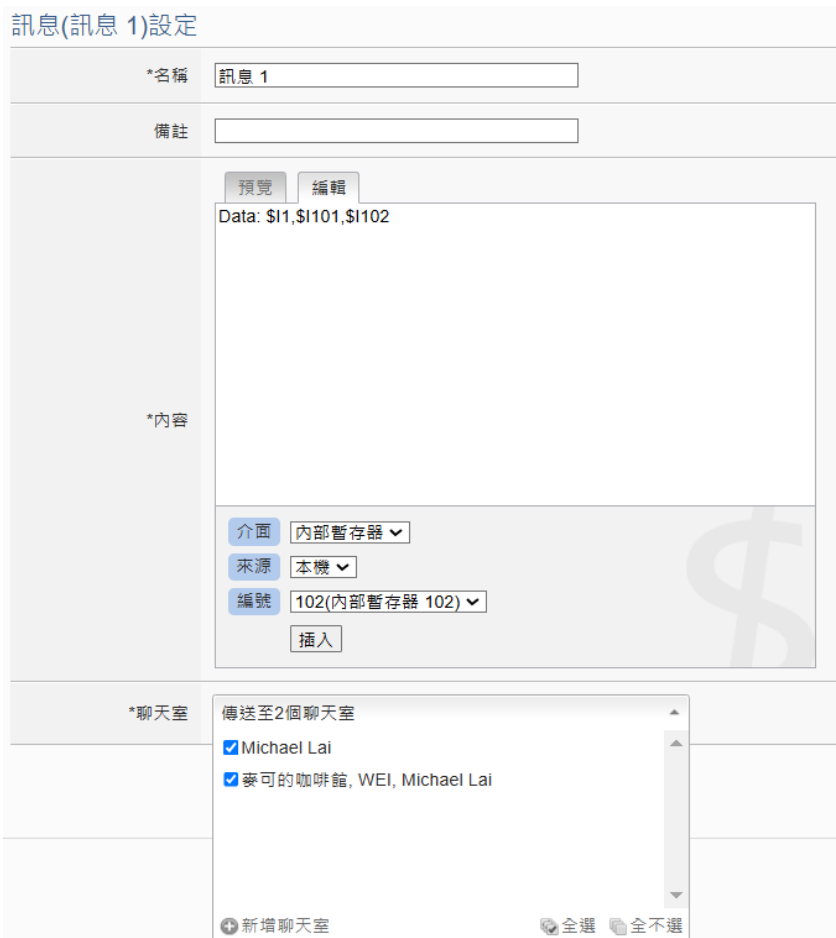 訊息(訊息 1)設定
*名稱 訊息 1
備註
預覽 編輯
Data: $I1,$I101,$I102
*內容
介面 內部暫存器
來源 本機
編號 102(內部暫存器 102)
插入
$
*聊天室 傳送至2個聊天室
Michael Lai
麥可的咖啡館, WEI, Michael Lai
新增聊天室 全選 全不選